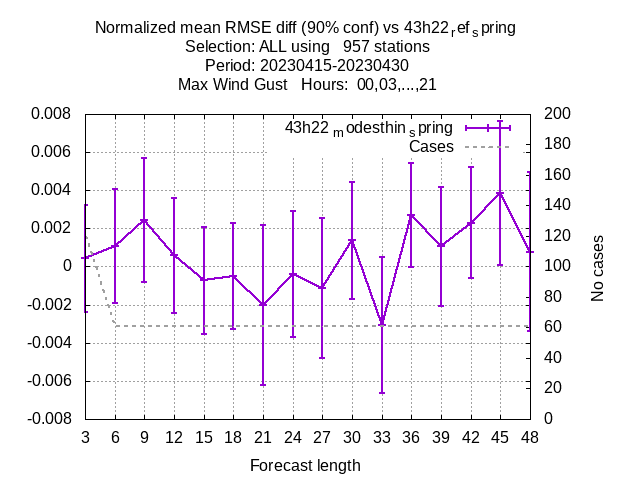 Normalized mean RMSE diff (90% conf) vs 43h22refspring
Selection: ALL using   957 stations
Period: 20230415-20230430
Max Wind Gust   Hours:  00,03,...,21
43h22modesthinspring
Cases
0.008
0.006
0.004
0.002
0
-0.002
-0.004
-0.006
-0.008
200
180
160
140
120
100
80
60
40
20
0
No cases
3 6 9 12 15 18 21 24 27 30 33 36 39 42 45 48
Forecast length